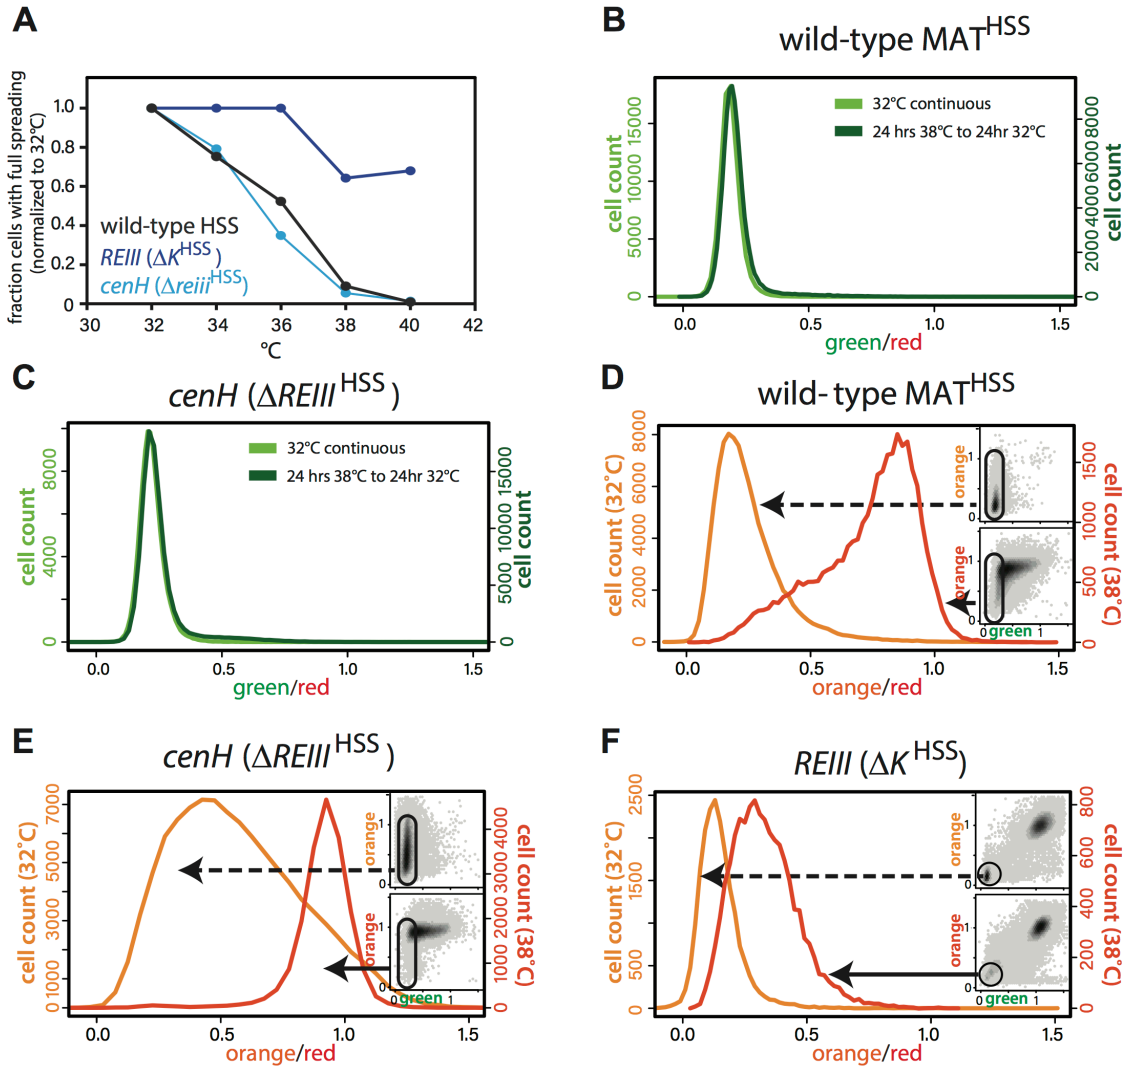 A
fraction cells with full spreading
(normalized to 32°C)
1.0
0.8
0.6
0.4
0.2
0
wild-type HSS
REIII (ΔK^HSS)
cenH (Δreiii^HSS)
30 32 34 36 38 40 42
°C
B
wild-type MAT^HSS
cell count
0 5000 10000 15000
32°C continuous
24 hrs 38°C to 24hr 32°C
0 2000 4000 6000 8000
cell count
0.0 0.5 1.0 1.5
green/red
C
cenH (ΔREIII^HSS)
cell count
0 4000 8000
32°C continuous
24 hrs 38°C to 24hr 32°C
0 5000 10000 15000
cell count
0.0 0.5 1.0 1.5
green/red
D
wild-type MAT^HSS
cell count (32°C)
0 2000 4000 6000 8000
orange
1
0
orange
1
0
0 green 1
0 500 1000 1500
cell count (38°C)
0.0 0.5 1.0 1.5
orange/red
E
cenH (ΔREIII^HSS)
cell count (32°C)
0 1000 3000 5000 7000
orange
1
0
orange
1
0
0 green 1
0 1000 2000 3000 4000
cell count (38°C)
0.0 0.5 1.0 1.5
orange/red
F
REIII (ΔK^HSS)
cell count (32°C)
0 500 1500 2500
orange
1
0
orange
1
0
0 green 1
0 200 400 600 800
cell count (38°C)
0.0 0.5 1.0 1.5
orange/red